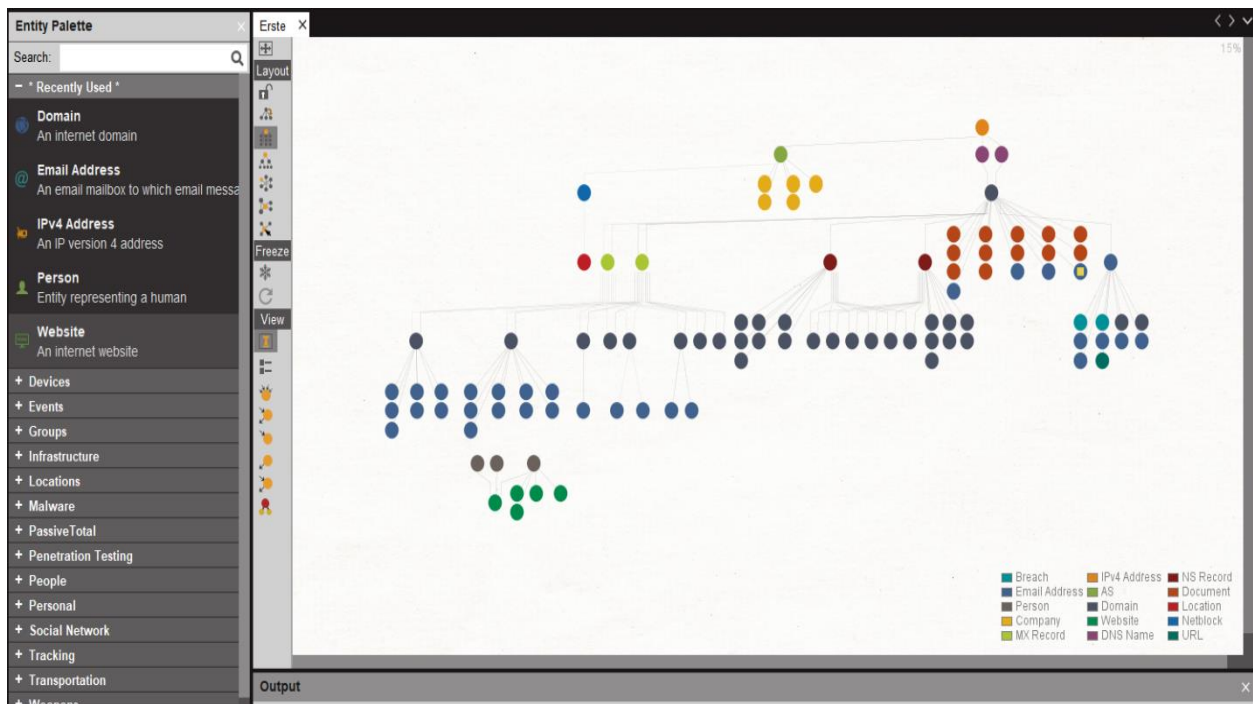 Entity Palette
Search:
* Recently Used *
Domain
An internet domain
Email Address
An email mailbox to which email messa
IPv4 Address
An IP version 4 address
Person
Entity representing a human
Website
An internet website
+ Devices
+ Events
+ Groups
+ Infrastructure
+ Locations
+ Malware
+ PassiveTotal
+ Penetration Testing
+ People
+ Personal
+ Social Network
+ Tracking
+ Transportation
+ Weapons
Erste X
Layout
Freeze
View
15%
Breach IPv4 Address NS Record
Email Address AS Document
Person Domain Location
Company Website Netblock
MX Record DNS Name URL
Output